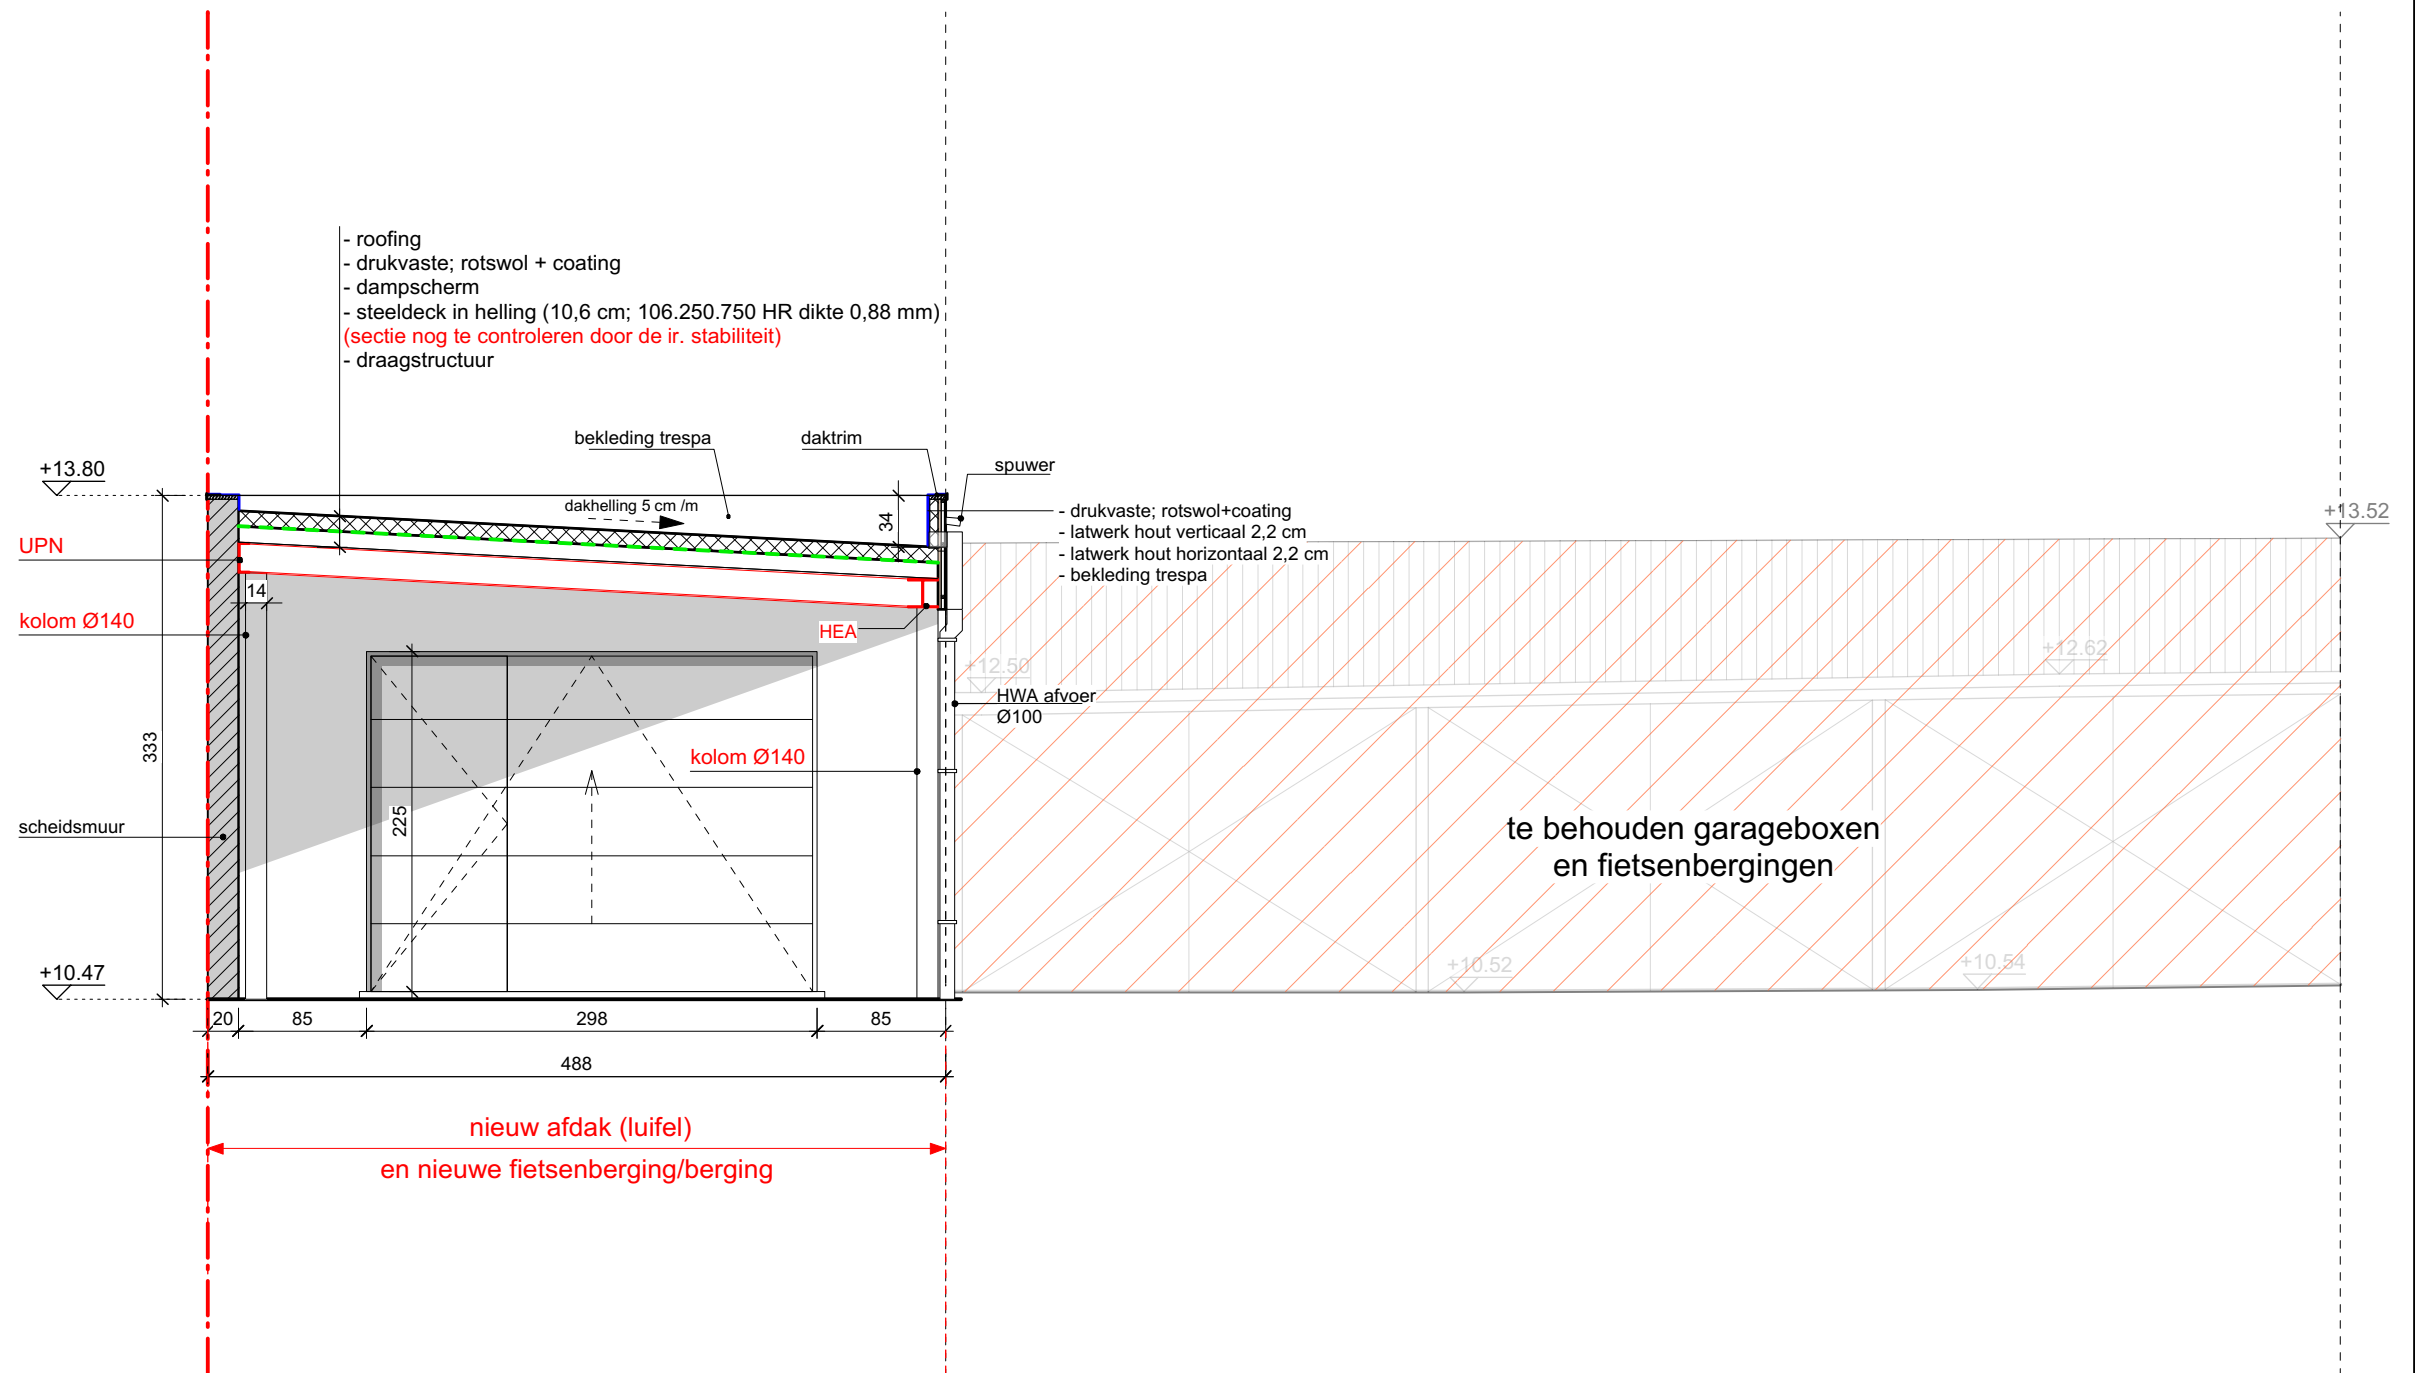 - roofing
- drukvaste; rotswol + coating
- dampscherm
- steeldeck in helling (10,6 cm; 106.250.750 HR dikte 0,88 mm)
(sectie nog te controleren door de ir. stabiliteit)
- draagstructuur
bekleding trespa
daktrim
spuwer
+13.80
dakhelling 5 cm /m
34
- drukvaste; rotswol+coating
- latwerk hout verticaal 2,2 cm
- latwerk hout horizontaal 2,2 cm
- bekleding trespa
+13.52
UPN
14
kolom Ø140
HEA
+12.50
+12.62
HWA afvoer
Ø100
333
kolom Ø140
225
scheidsmuur
te behouden garageboxen
en fietsenbergingen
+10.47
+10.52
+10.54
20
85
298
85
488
nieuw afdak (luifel)
en nieuwe fietsenberging/berging